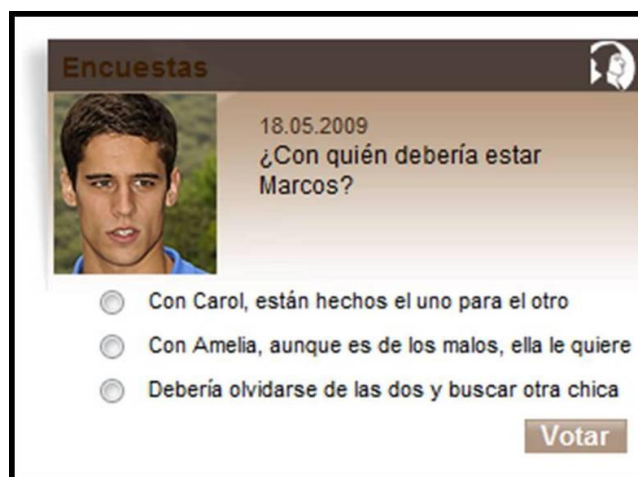 Encuestas
18.05.2009
¿Con quién debería estar
Marcos?
Con Carol, están hechos el uno para el otro
Con Amelia, aunque es de los malos, ella le quiere
Debería olvidarse de las dos y buscar otra chica
Votar